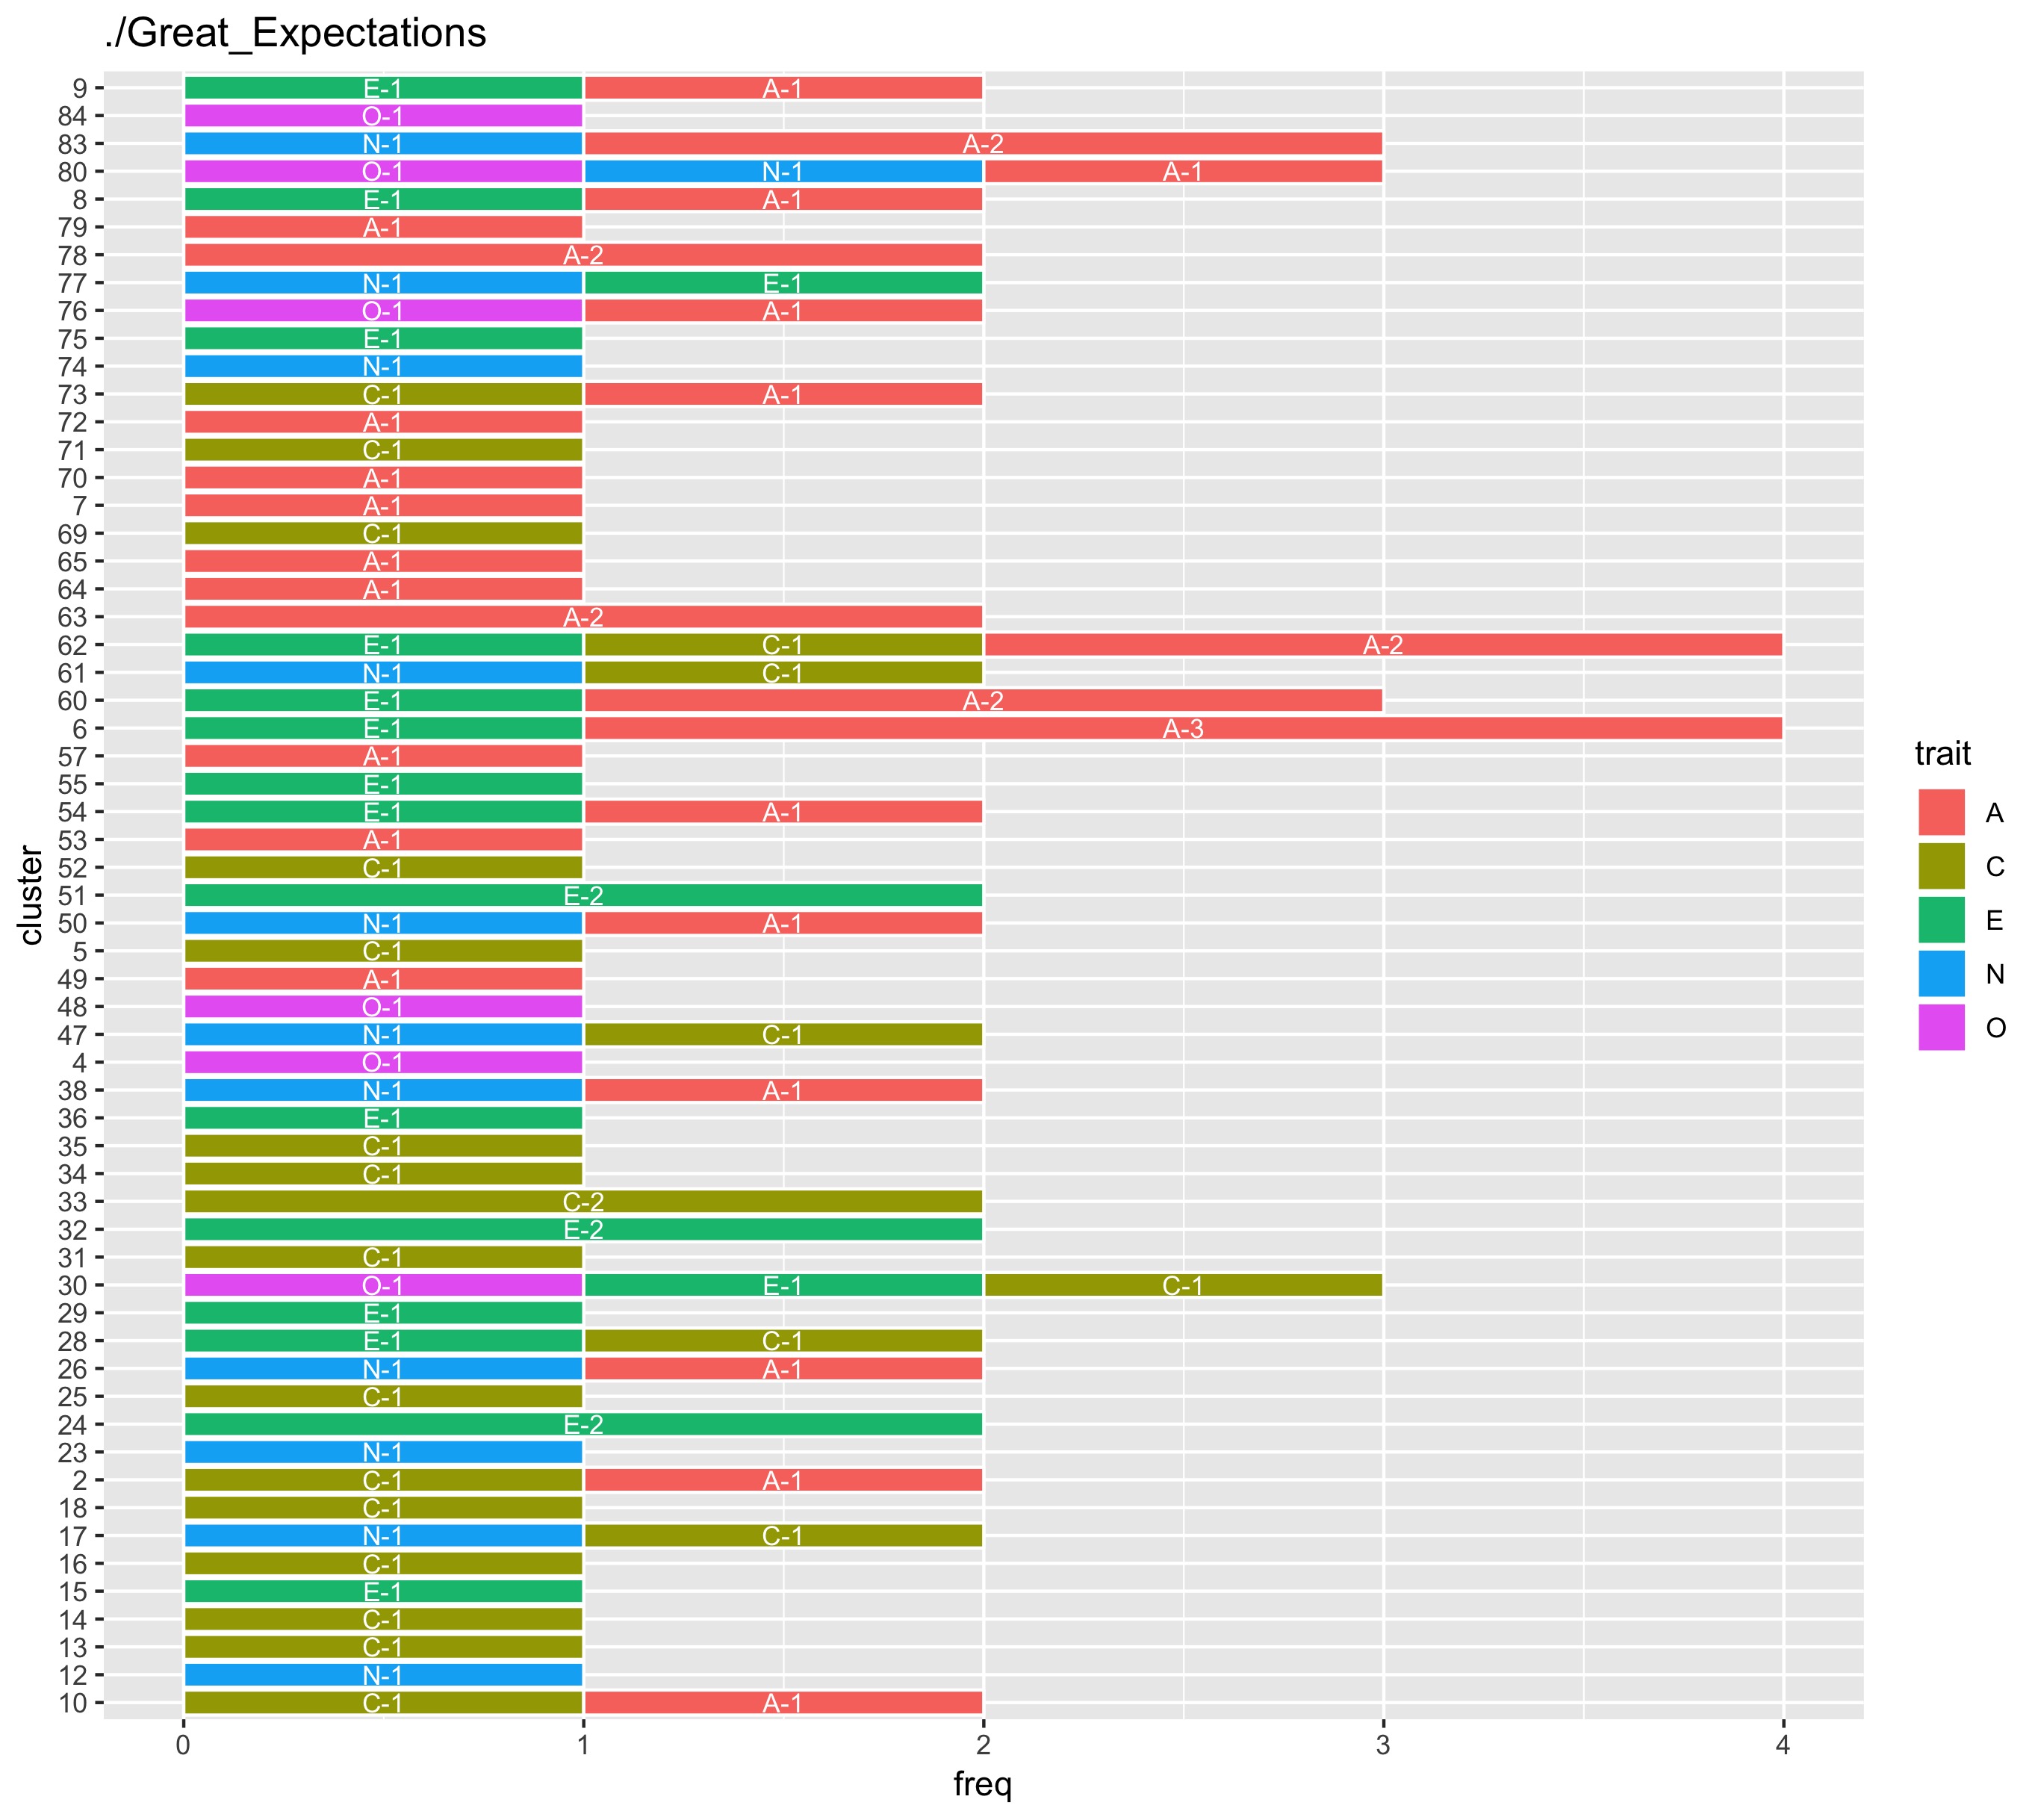 ./Great_Expectations
9 E-1 A-1
84 O-1
83 N-1 A-2
80 O-1 N-1 A-1
8 E-1 A-1
79 A-1
78 A-2
77 N-1 E-1
76 O-1 A-1
75 E-1
74 N-1
73 C-1 A-1
72 A-1
71 C-1
70 A-1
7 A-1
69 C-1
65 A-1
64 A-1
63 A-2
62 E-1 C-1 A-2
61 N-1 C-1
60 E-1 A-2
6 E-1 A-3
57 A-1
55 E-1
54 E-1 A-1
53 A-1
52 C-1
51 E-2
50 N-1 A-1
5 C-1
49 A-1
48 O-1
47 N-1 C-1
4 O-1
38 N-1 A-1
36 E-1
35 C-1
34 C-1
33 C-2
32 E-2
31 C-1
30 O-1 E-1 C-1
29 E-1
28 E-1 C-1
26 N-1 A-1
25 C-1
24 E-2
23 N-1
2 C-1 A-1
18 C-1
17 N-1 C-1
16 C-1
15 E-1
14 C-1
13 C-1
12 N-1
10 C-1 A-1
0 1 2 3 4
freq
cluster
trait
A
C
E
N
O